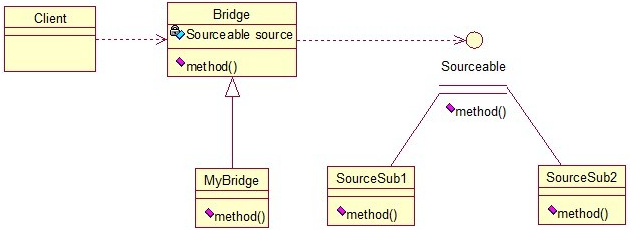 Client
Bridge
Sourceable source
method()
Sourceable
method()
MyBridge
method()
SourceSub1
method()
SourceSub2
method()